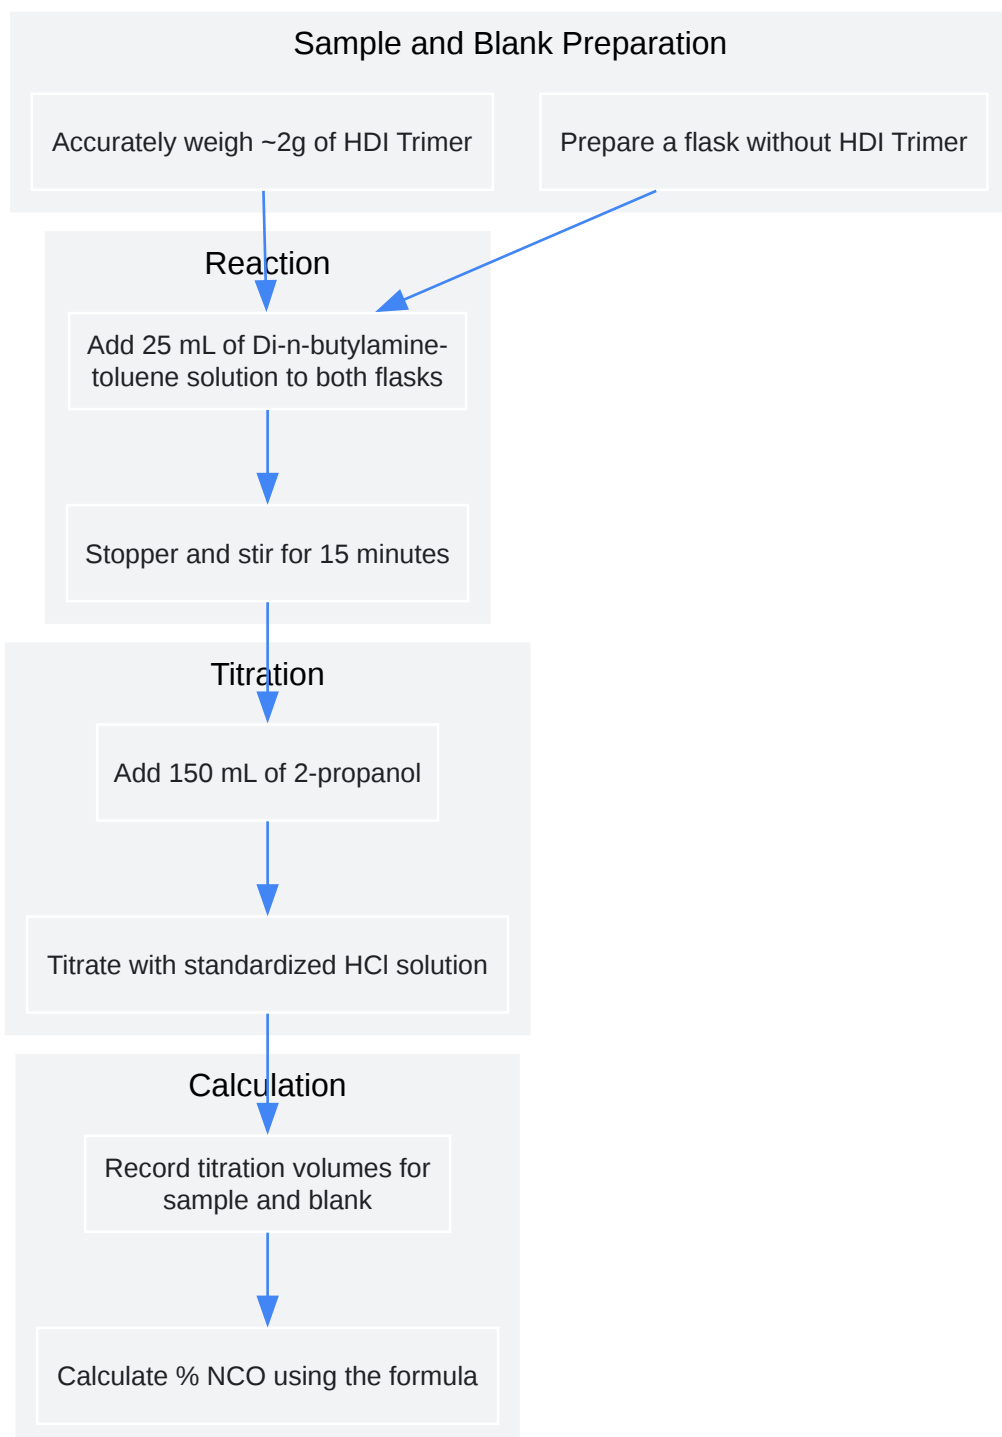 Sample and Blank Preparation
Accurately weigh ~2g of HDI Trimer
Prepare a flask without HDI Trimer
Reaction
Add 25 mL of Di-n-butylamine-
toluene solution to both flasks
Stopper and stir for 15 minutes
Titration
Add 150 mL of 2-propanol
Titrate with standardized HCl solution
Calculation
Record titration volumes for
sample and blank
Calculate % NCO using the formula